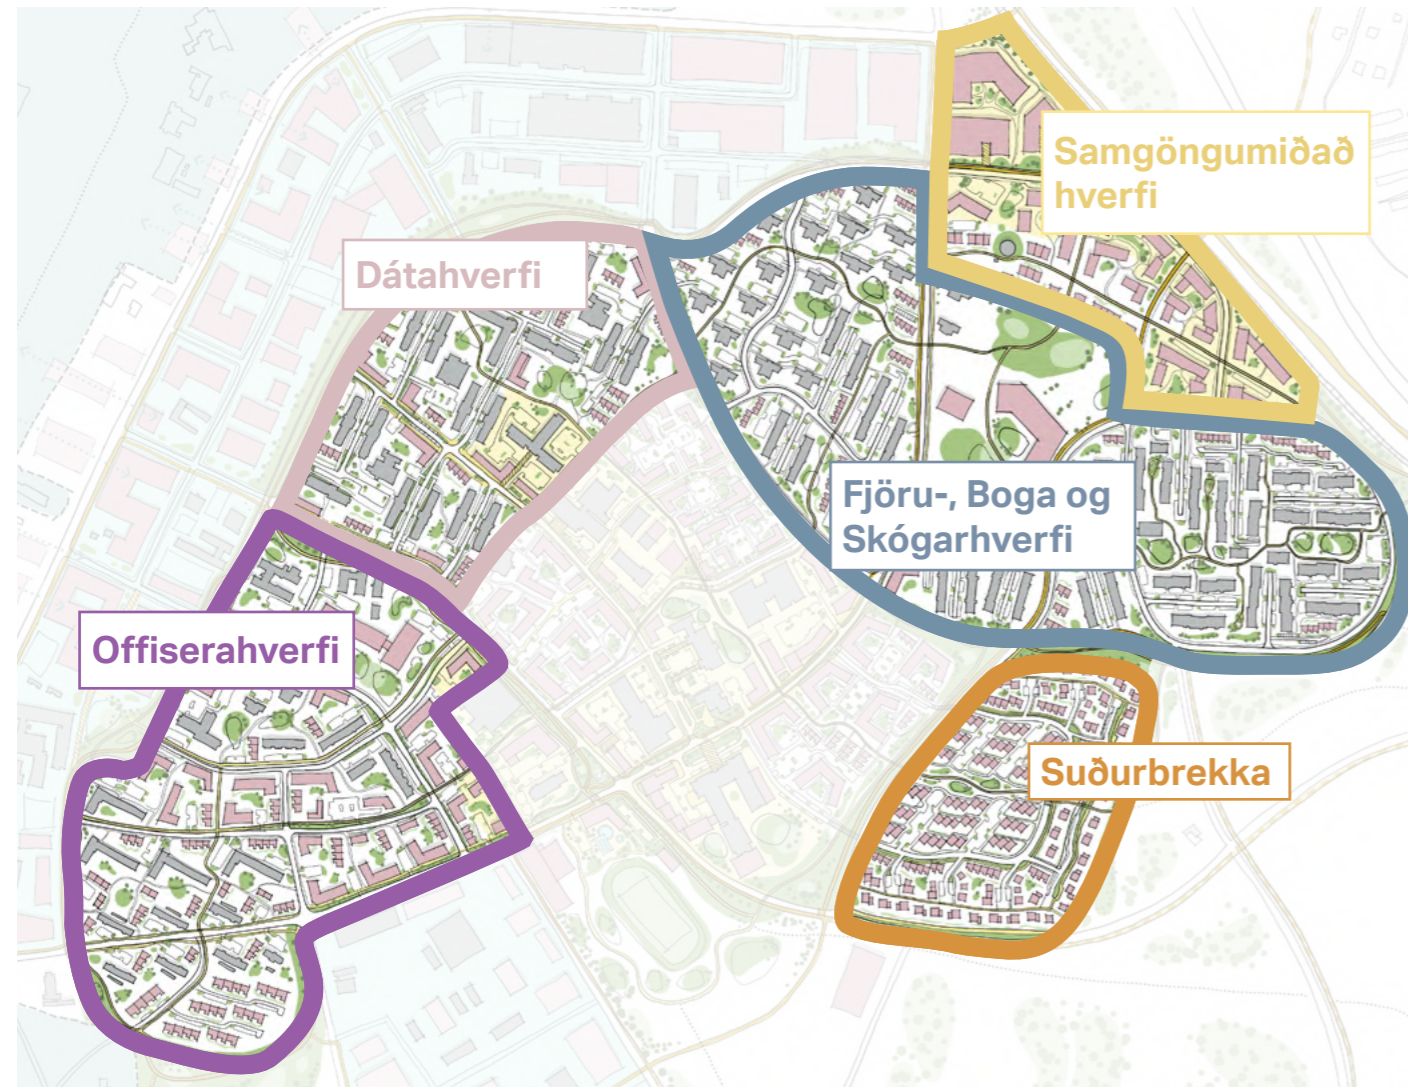 Samgöngumiðað
hverfi
Dátahverfi
Fjöru-, Boga og
Skógarhverfi
Offiserahverfi
Suðurbrekka